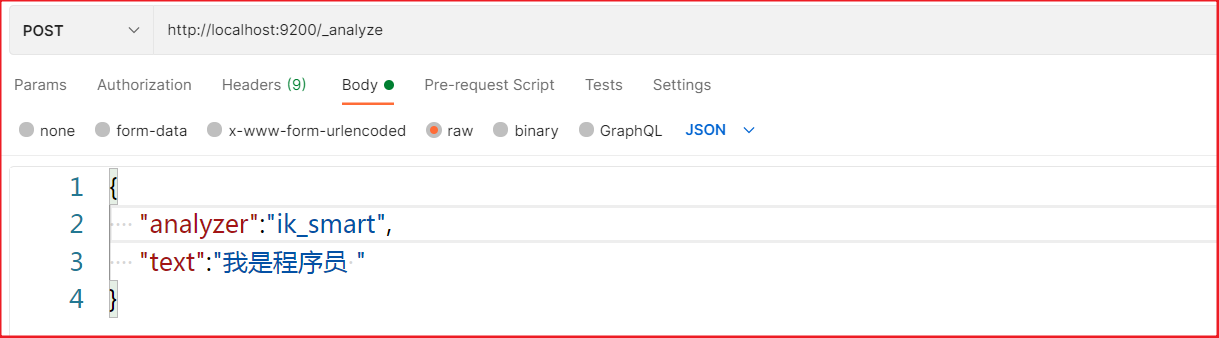 POST http://localhost:9200/_analyze
Params Authorization Headers (9) Body Pre-request Script Tests Settings
none form-data x-www-form-urlencoded raw binary GraphQL JSON
1 {
2 "analyzer":"ik_smart",
3 "text":"我是程序员 "
4 }